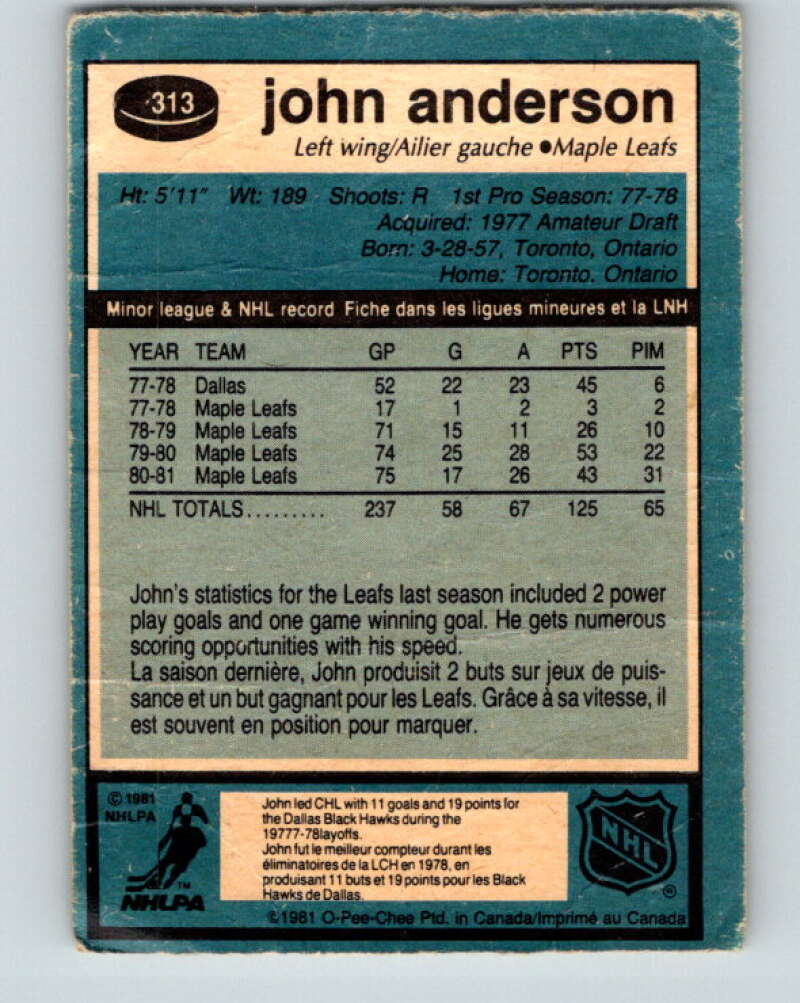 313
john anderson
Left wing/Ailier gauche ●Maple Leafs
Ht: 5'11" Wt: 189 Shoots: R 1st Pro Season: 77-78
Acquired: 1977 Amateur Draft
Born: 3-28-57, Toronto, Ontario
Home: Toronto. Ontario
Minor league & NHL record Fiche dans les ligues mineures et la LNH
YEAR TEAM GP G A PTS PIM
77-78 Dallas 52 22 23 45 6
77-78 Maple Leafs 17 1 2 3 2
78-79 Maple Leafs 71 15 11 26 10
79-80 Maple Leafs 74 25 28 53 22
80-81 Maple Leafs 75 17 26 43 31
NHL TOTALS......... 237 58 67 125 65
John's statistics for the Leafs last season included 2 power
play goals and one game winning goal. He gets numerous
scoring opportunities with his speed.
La saison dernière, John produisit 2 buts sur jeux de puis-
sance et un but gagnant pour les Leafs. Grâce à sa vitesse, il
est souvent en position pour marquer.
© 1981
NHLPA
TM
NHLPA
John led CHL with 11 goals and 19 points for
the Dallas Black Hawks during the
19777-78layoffs.
John fut le meilleur compteur durant les
éliminatoires de la LCH en 1978, en
produisant 11 buts et 19 points pour les Black
Hawks de Dallas.
NHL
®
©1981 O-Pee-Chee Ptd. in Canada/Imprimé au Canada